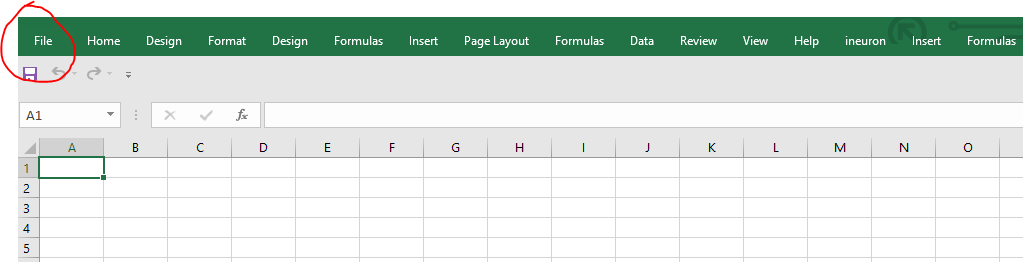 File Home Design Format Design Formulas Insert Page Layout Formulas Data Review View Help ineuron Insert Formulas
A1 fx
A B C D E F G H I J K L M N O
1
2
3
4
5